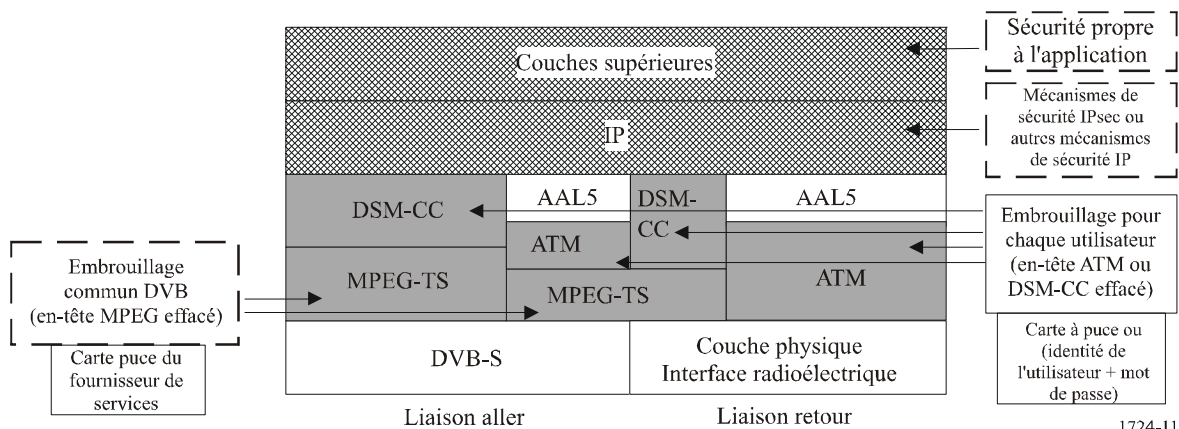 Sécurité propre
à l'application
Couches supérieures
Mécanismes de
sécurité IPsec ou
autres mécanismes
de sécurité IP
IP
DSM-CC
AAL5
DSM-
CC
AAL5
ATM
MPEG-TS
MPEG-TS
ATM
Embrouillage pour
chaque utilisateur
(en-tête ATM ou
DSM-CC effacé)
Embrouillage
commun DVB
(en-tête MPEG effacé)
Carte puce du
fournisseur de
services
DVB-S
Couche physique
Interface radioélectrique
Carte à puce ou
(identité de
l'utilisateur + mot
de passe)
Liaison aller
Liaison retour
1724-11